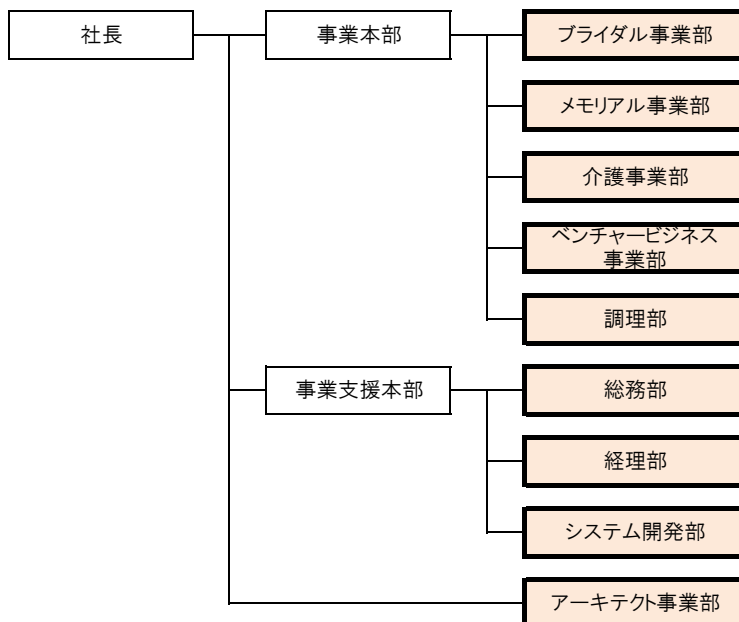 社長
事業本部
ブライダル事業部
メモリアル事業部
介護事業部
ベンチャービジネス
事業部
調理部
事業支援本部
総務部
経理部
システム開発部
アーキテクト事業部